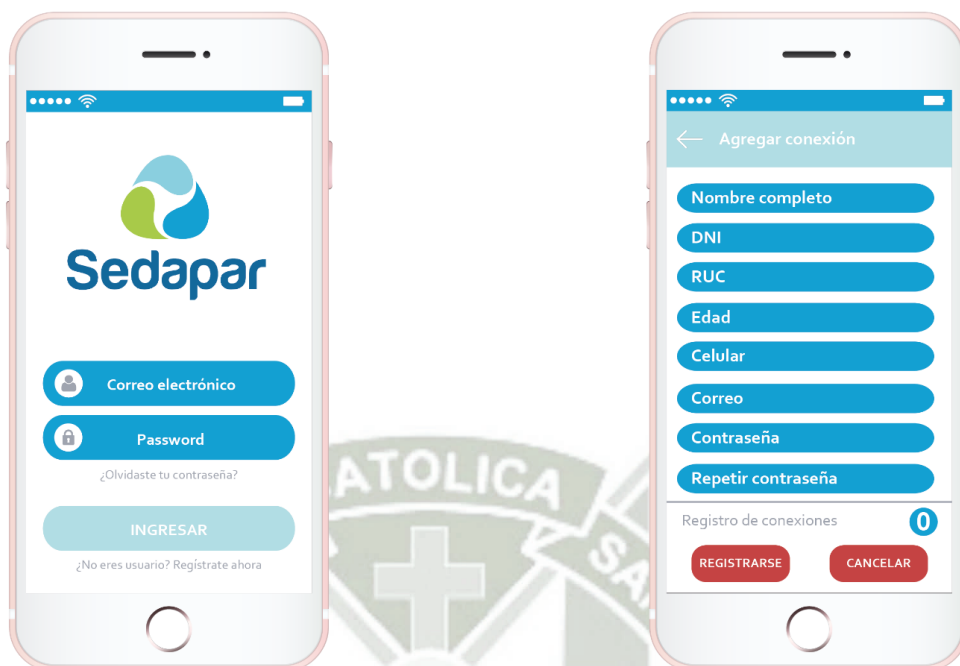 Sedapar
Correo electrónico
Password
¿Olvidaste tu contraseña?
INGRESAR
¿No eres usuario? Regístrate ahora
Agregar conexión
Nombre completo
DNI
RUC
Edad
Celular
Correo
Contraseña
Repetir contraseña
Registro de conexiones 0
REGISTRARSE CANCELAR
ATOLICA